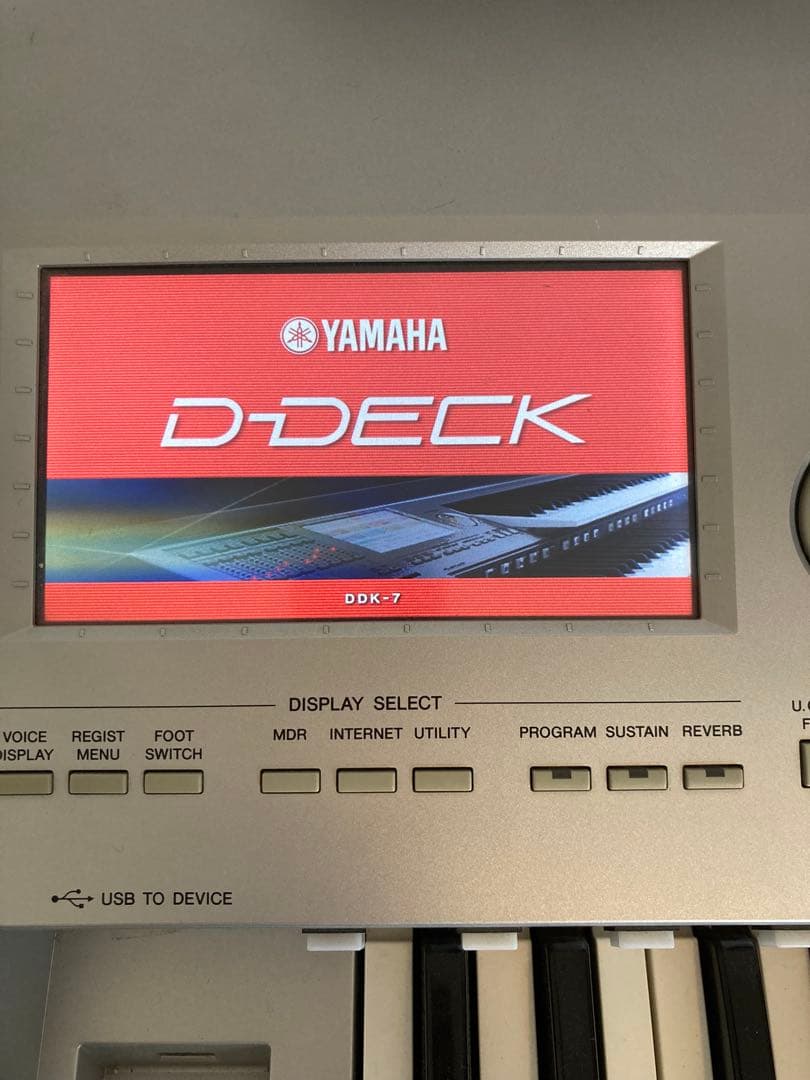 YAMAHA
D-DECK
DDK-7
DISPLAY SELECT
VOICE DISPLAY
REGIST MENU
FOOT SWITCH
MDR
INTERNET
UTILITY
PROGRAM
SUSTAIN
REVERB
USB TO DEVICE